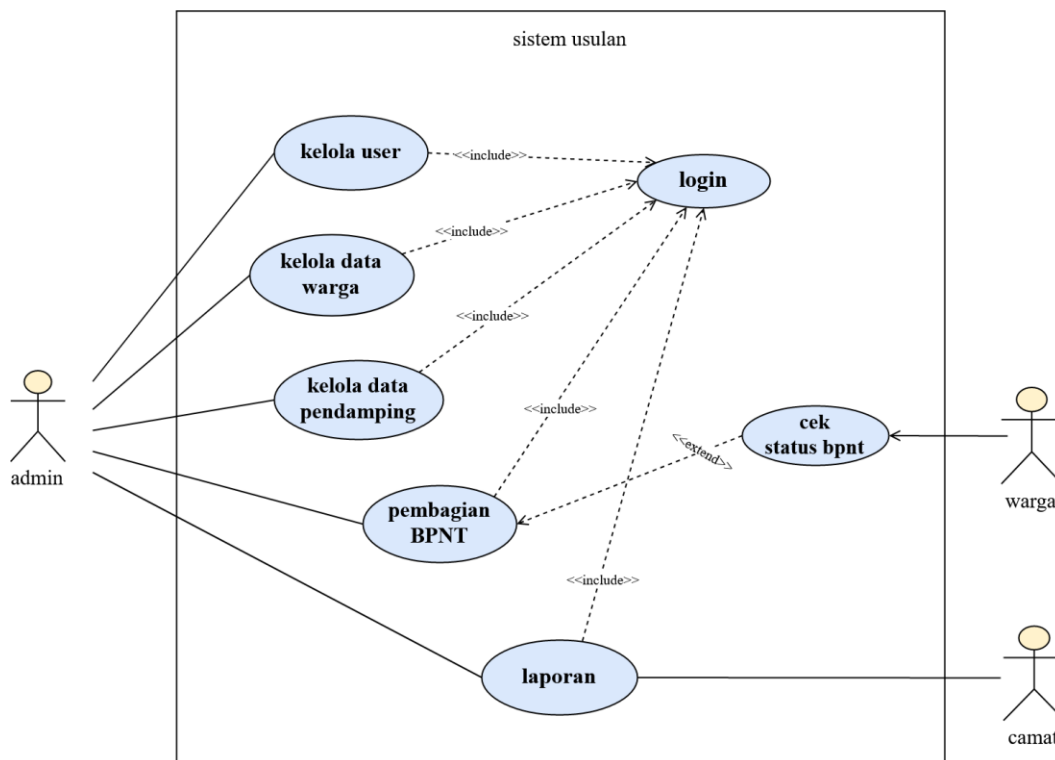 sistem usulan
kelola user
<<include>>
login
kelola data
warga
<<include>>
kelola data
pendamping
<<include>>
admin
<<include>>
cek
status bpnt
<<extend>>
warga
pembagian
BPNT
<<include>>
laporan
camat